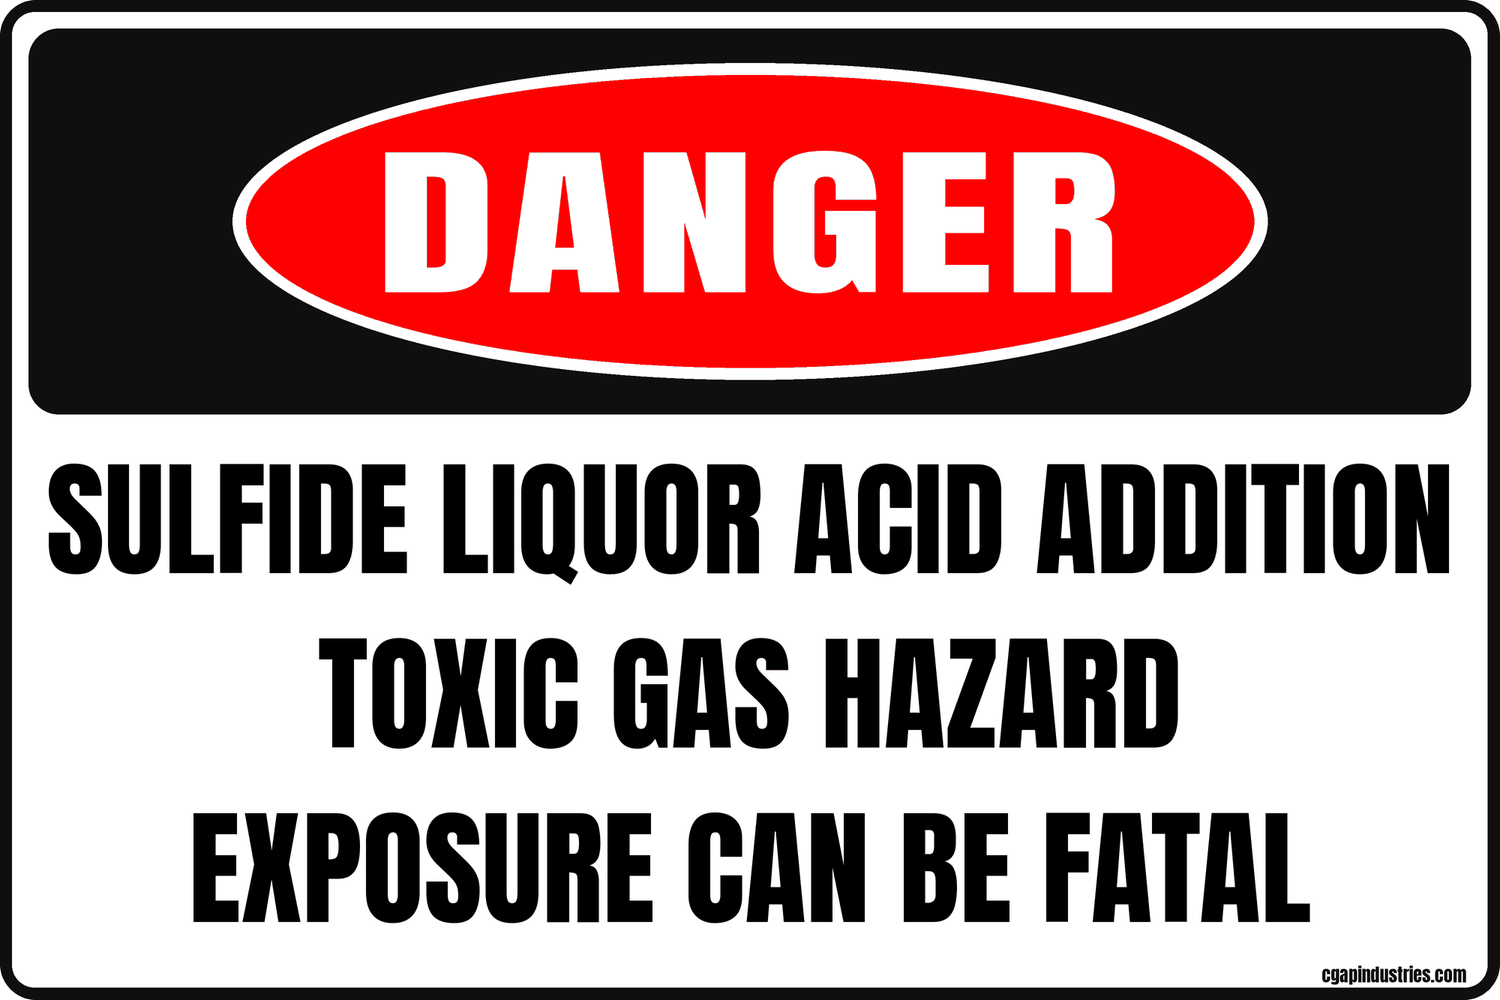 DANGER
SULFIDE LIQUOR ACID ADDITION
TOXIC GAS HAZARD
EXPOSURE CAN BE FATAL
cgapindustries.com